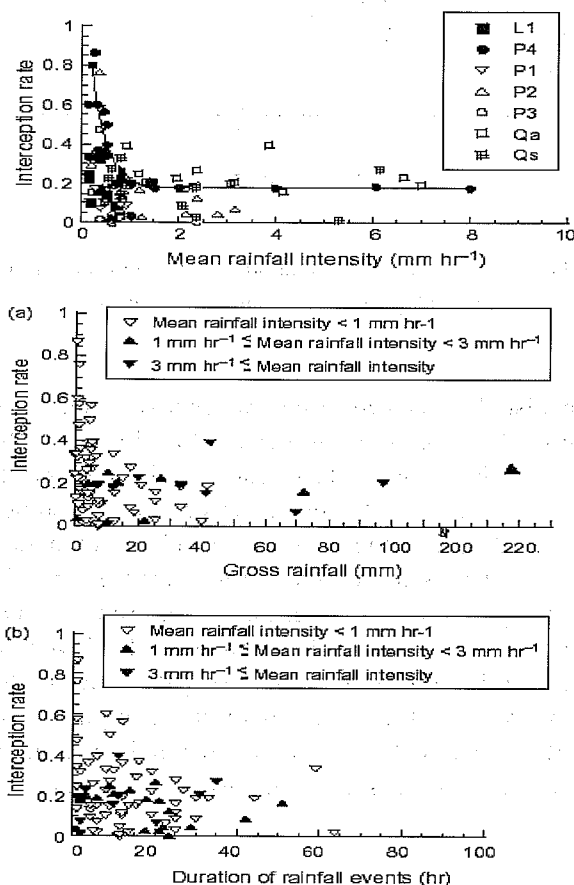 1
0.8
0.6
0.4
0.2
0
Interception rate
L1
P4
P1
P2
P3
Qa
Qs
0 2 4 6 8 10
Mean rainfall intensity (mm hr⁻¹)
(a)
1
0.8
0.6
0.4
0.2
0
Interception rate
Mean rainfall intensity < 1 mm hr-1
1 mm hr⁻¹ ≤ Mean rainfall intensity < 3 mm hr⁻¹
3 mm hr⁻¹ ≤ Mean rainfall intensity
0 20 40 60 80 100 200 220
Gross rainfall (mm)
(b)
1
0.8
0.6
0.4
0.2
0
Interception rate
Mean rainfall intensity < 1 mm hr-1
1 mm hr⁻¹ ≤ Mean rainfall intensity < 3 mm hr⁻¹
3 mm hr⁻¹ ≤ Mean rainfall intensity
0 20 40 60 80 100
Duration of rainfall events (hr)